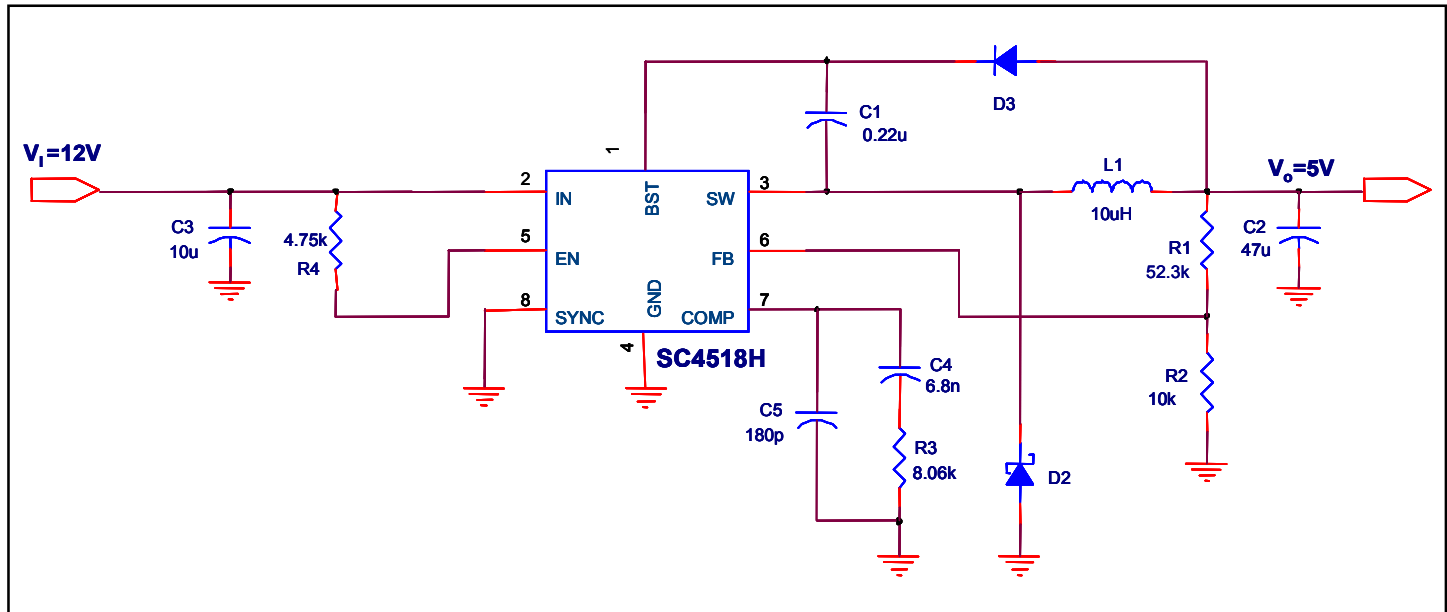 D3
C1
0.22u
VI=12V
1
2
IN
BST
SW
3
L1
10uH
Vo=5V
C3
10u
4.75k
R4
5
EN
FB
6
R1
52.3k
C2
47u
8
SYNC
GND
COMP
7
4
SC4518H
C4
6.8n
R2
10k
C5
180p
R3
8.06k
D2